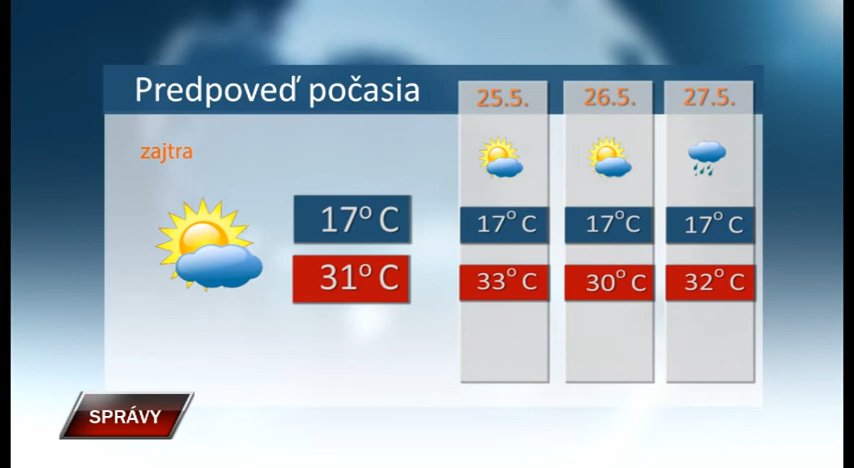 Predpoveď počasia
zajtra
17° C
31° C
25.5.
26.5.
27.5.
17° C
17°C
17° C
33° C
30° C
32° C
SPRÁVY